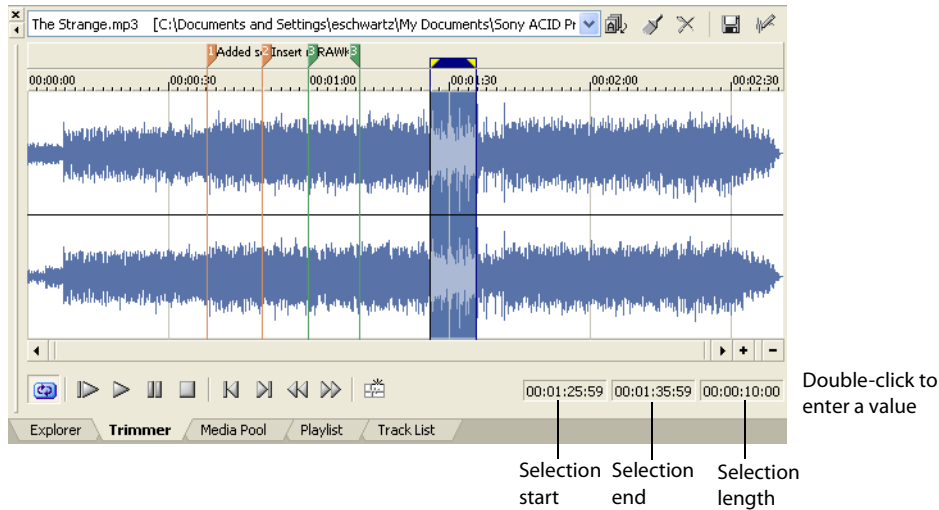 The Strange.mp3 [C:\Documents and Settings\eschwartz\My Documents\Sony ACID Pr
1 Added s 2 Insert 3 RAW 3
00:00:00 00:00:30 00:01:00 00:01:30 00:02:00 00:02:30
00:01:25:59 00:01:35:59 00:00:10:00
Double-click to
enter a value
Explorer Trimmer Media Pool Playlist Track List
Selection start
Selection end
Selection length